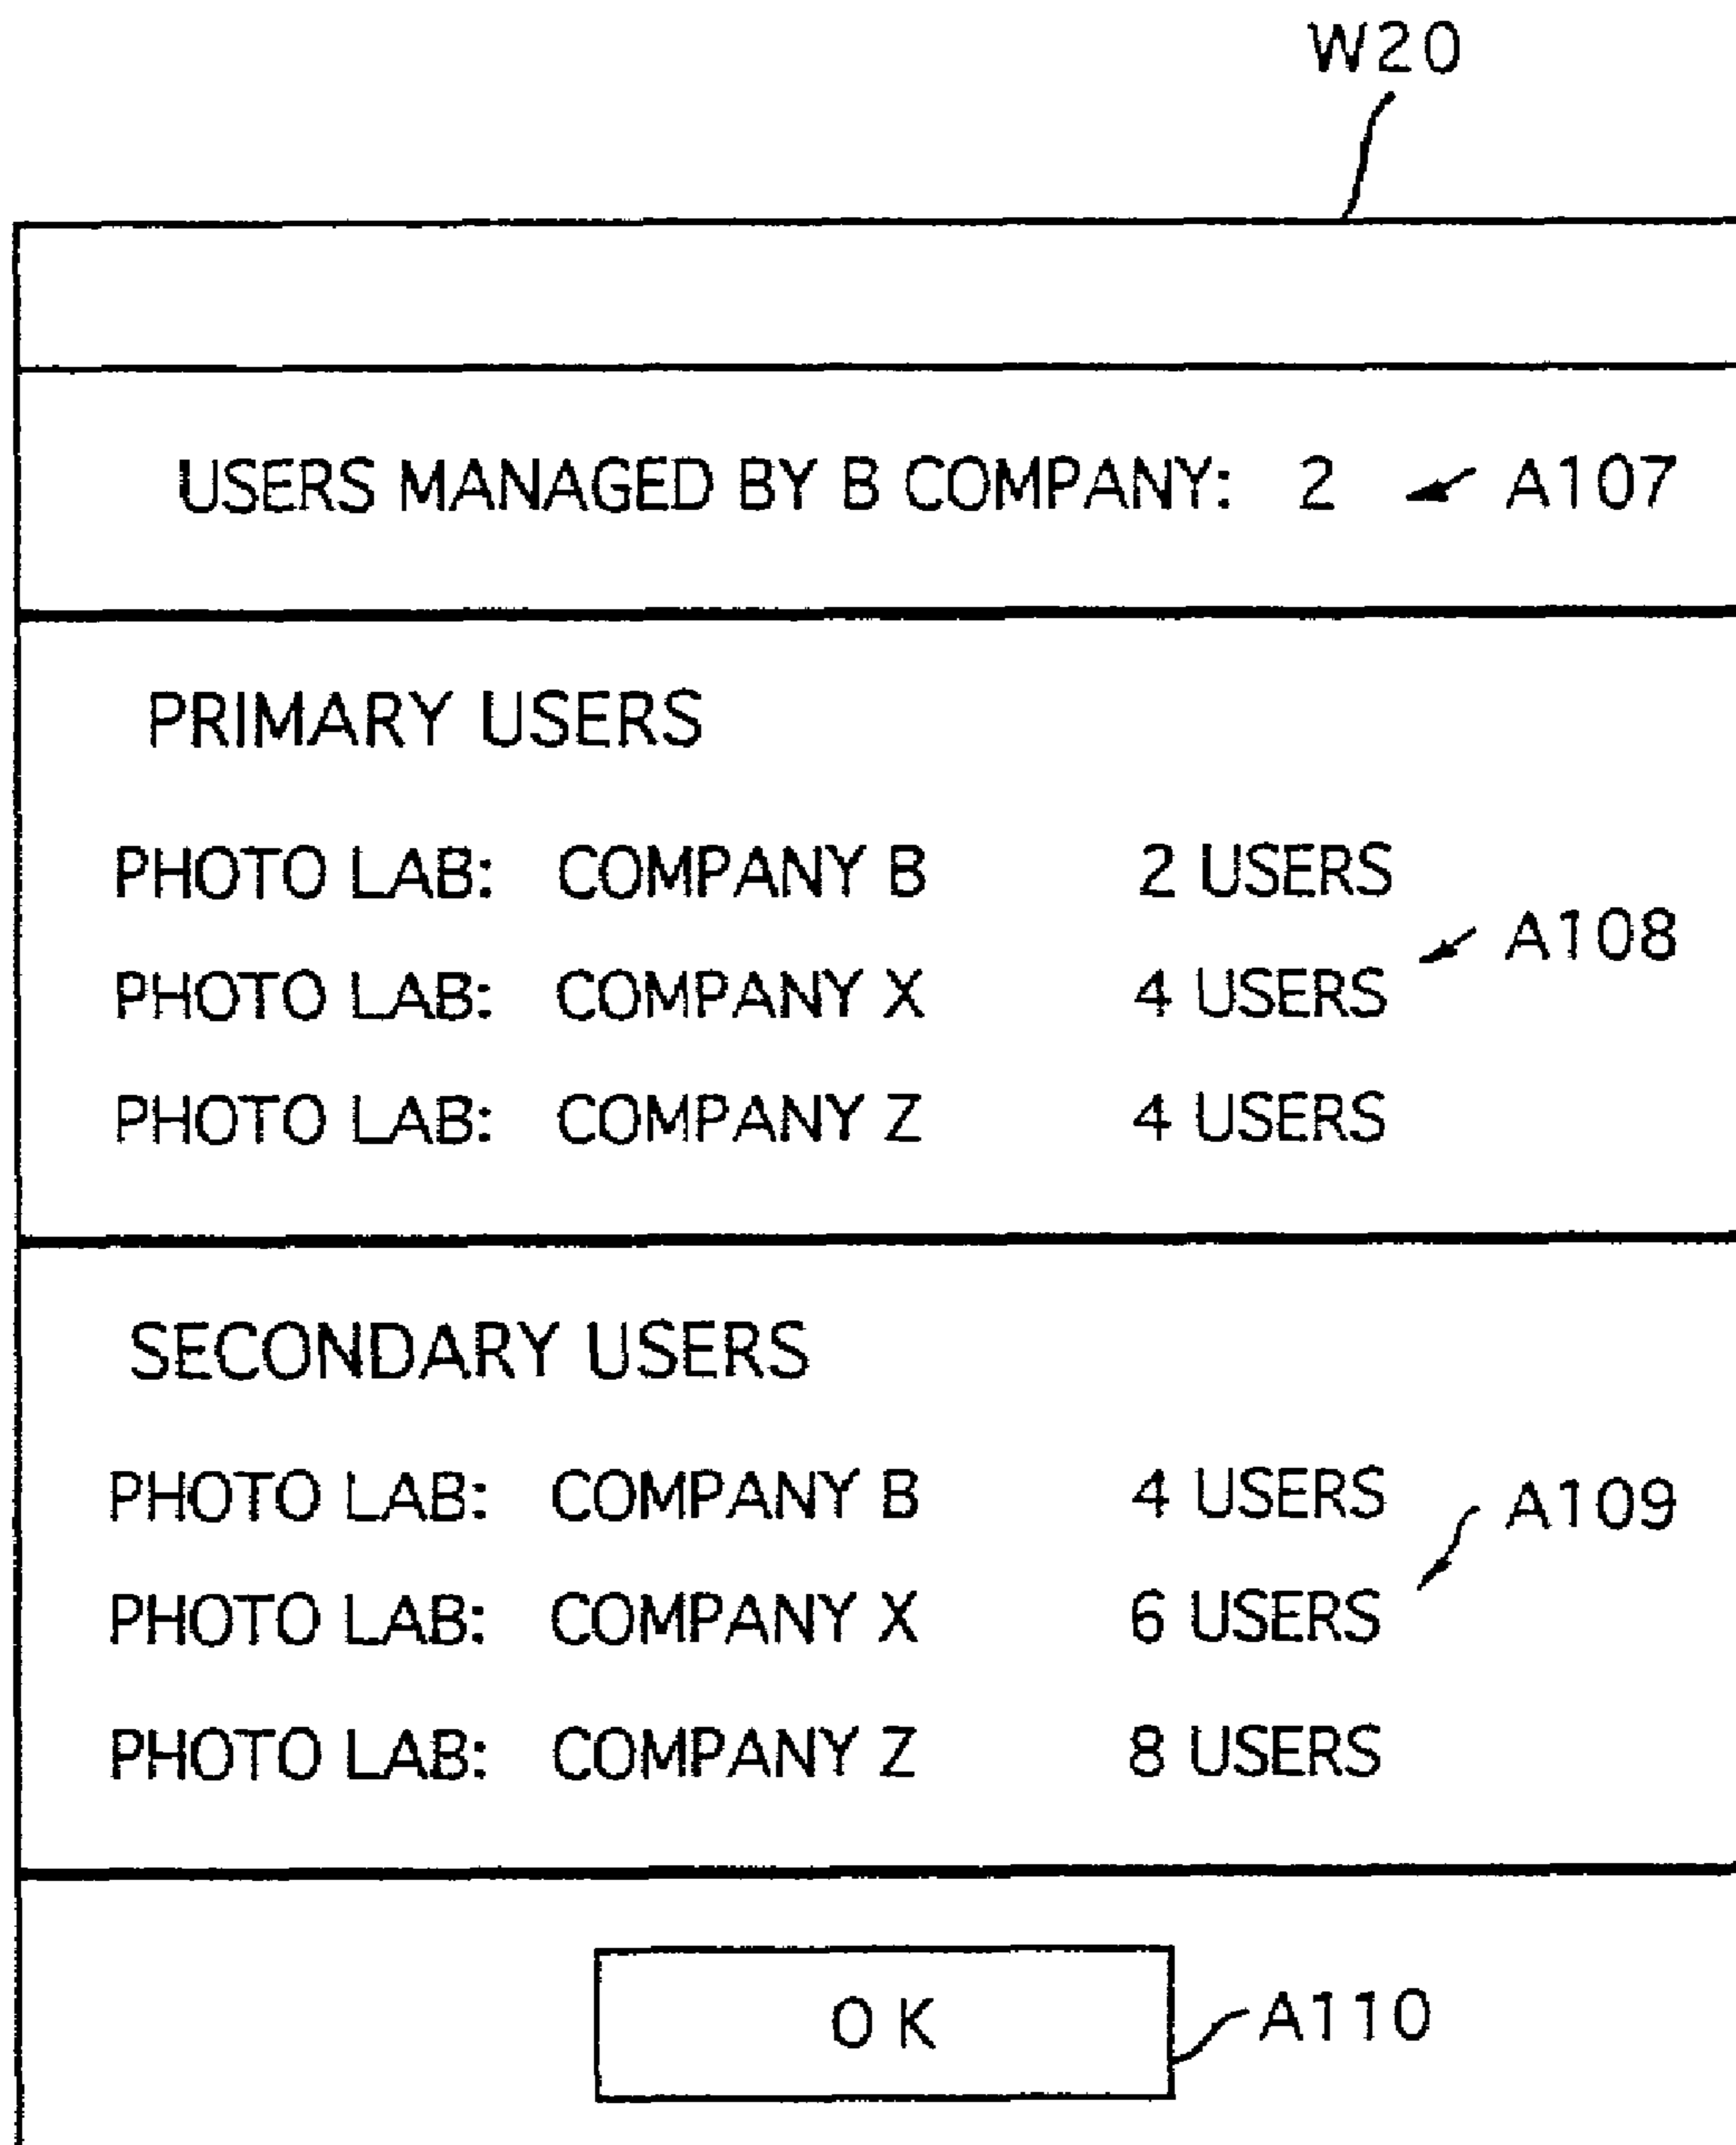 W20
USERS MANAGED BY B COMPANY: 2 A107
PRIMARY USERS
PHOTO LAB: COMPANY B 2 USERS
A108
PHOTO LAB: COMPANY X 4 USERS
PHOTO LAB: COMPANY Z 4 USERS
SECONDARY USERS
PHOTO LAB: COMPANY B 4 USERS
A109
PHOTO LAB: COMPANY X 6 USERS
PHOTO LAB: COMPANY Z 8 USERS
OK A110